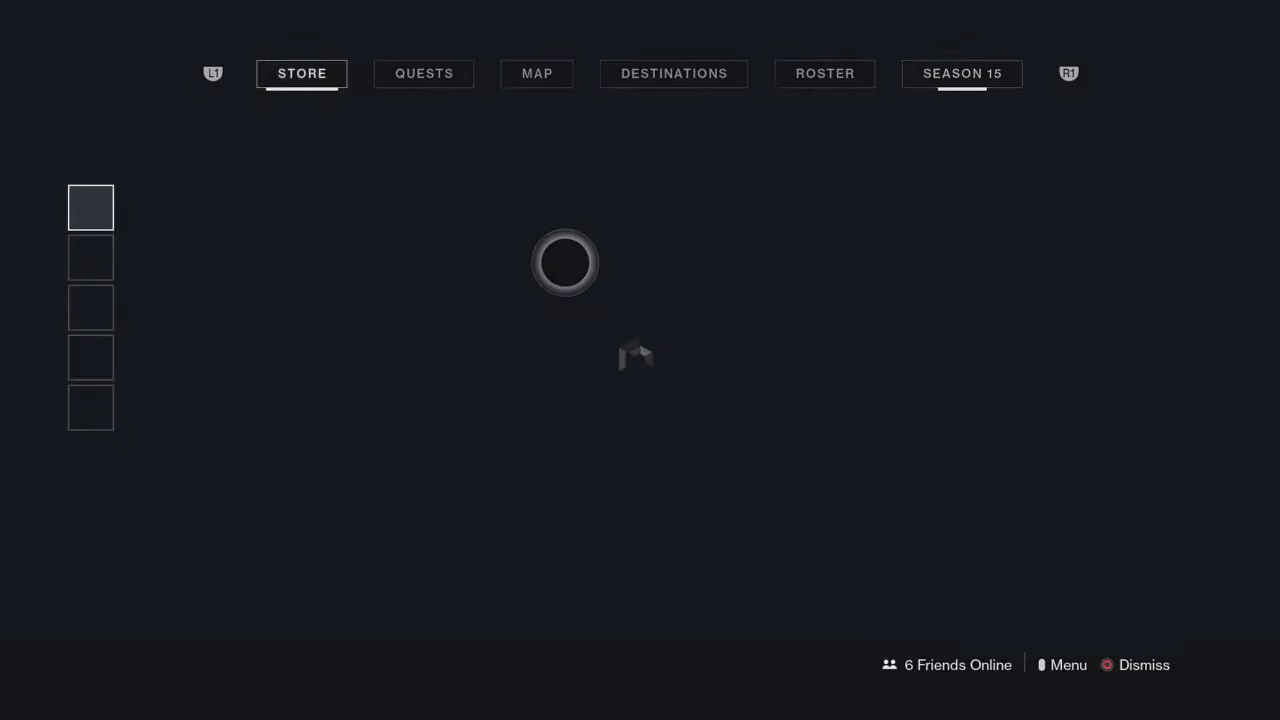 L1 STORE QUESTS MAP DESTINATIONS ROSTER SEASON 15 R1
6 Friends Online Menu Dismiss